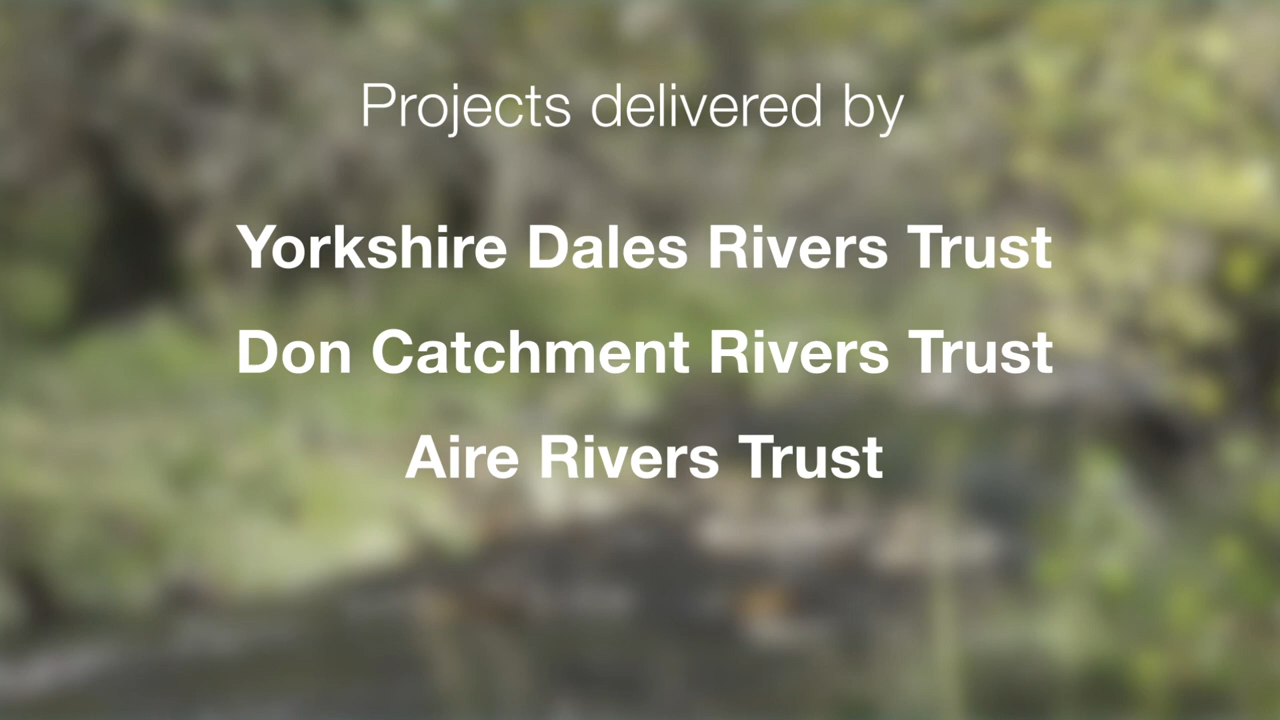 Projects delivered by
Yorkshire Dales Rivers Trust
Don Catchment Rivers Trust
Aire Rivers Trust